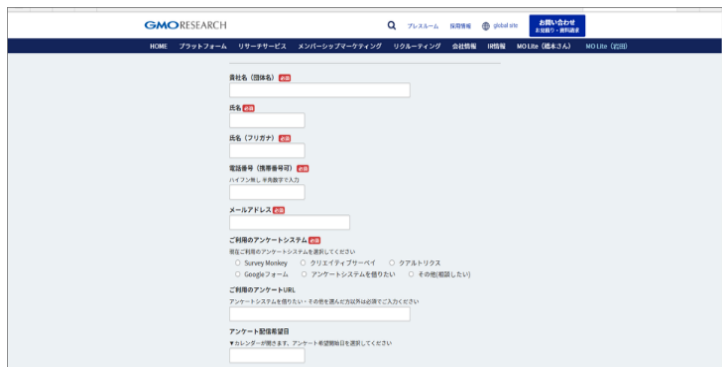 GMO RESEARCH
プレスルーム 採用情報 global site お問い合わせ
お見積り・資料請求
HOME プラットフォーム リサーチサービス メンバーシップマーケティング リクルーティング 会社情報 IR情報 MO Lite（橋本さん） MO Lite（岩田）
貴社名（団体名） 必須
氏名 必須
氏名（フリガナ） 必須
電話番号（携帯番号可） 必須
ハイフン無し 半角数字で入力
メールアドレス 必須
ご利用のアンケートシステム 必須
現在ご利用のアンケートシステムを選択してください
Survey Monkey クリエイティブサーベイ クアルトリクス
Googleフォーム アンケートシステムを借りたい その他(相談したい)
ご利用のアンケートURL
アンケートシステムを借りたい・その他を選んだ方以外は必須でご入力ください
アンケート配信希望日
▼カレンダーが開きます、アンケート希望開始日を選択してください